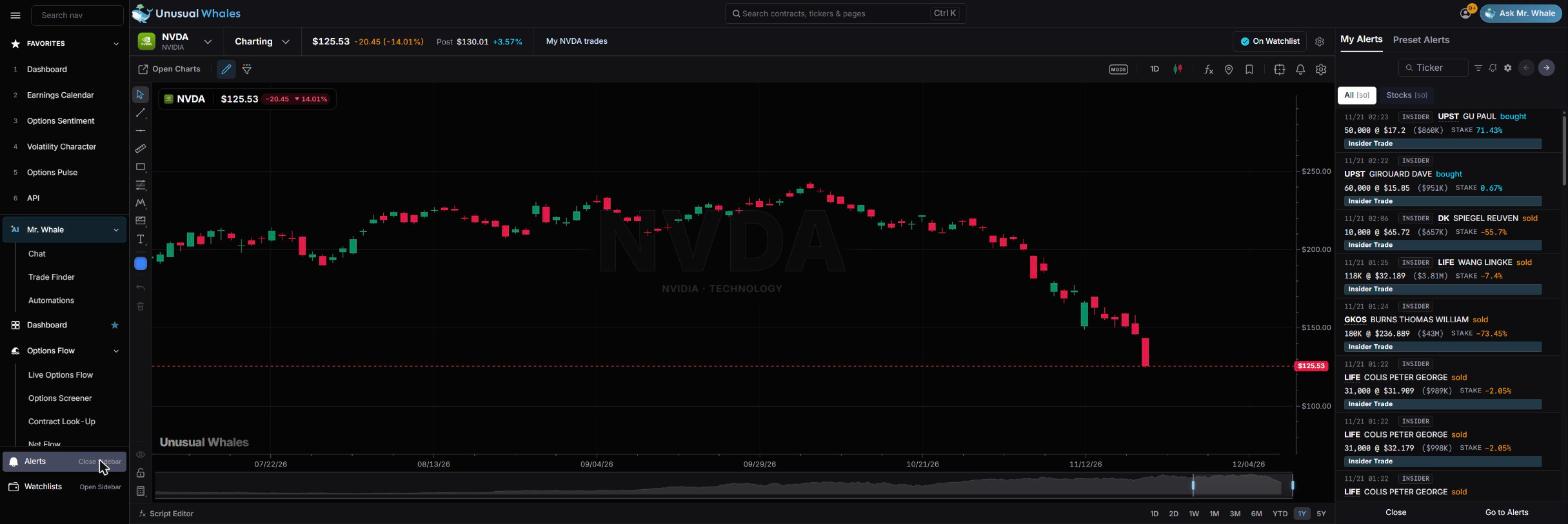 Search nav
Unusual Whales
Search contracts, tickers & pages
Ctrl K
9+
Ask Mr. Whale
FAVORITES
1 Dashboard
2 Earnings Calendar
3 Options Sentiment
4 Volatility Character
5 Options Pulse
6 API
AI Mr. Whale
Chat
Trade Finder
Automations
Dashboard
Options Flow
Live Options Flow
Options Screener
Contract Look-Up
Net Flow
Alerts
Close Sidebar
Watchlists
Open Sidebar
NVDA
NVIDIA
Charting
$125.53 -20.45 (-14.01%)
Post $130.01 +3.57%
My NVDA trades
On Watchlist
Open Charts
MODE
1D
fx
NVDA $125.53 -20.45 ▼14.01%
T
NVDA
NVIDIA · TECHNOLOGY
Unusual Whales
$250.00
$200.00
$150.00
$125.53
$100.00
07/22/26
08/13/26
09/04/26
09/29/26
10/21/26
11/12/26
12/04/26
fx Script Editor
1D 2D 1W 1M 3M 6M YTD 1Y 5Y
My Alerts
Preset Alerts
Ticker
All (50)
Stocks (50)
11/21 02:23 INSIDER UPST GU PAUL bought
50,000 @ $17.2 ($860K) STAKE 71.43%
Insider Trade
11/21 02:22 INSIDER
UPST GIROUARD DAVE bought
60,000 @ $15.85 ($951K) STAKE 0.67%
Insider Trade
11/21 02:06 INSIDER DK SPIEGEL REUVEN sold
10,000 @ $65.72 ($657K) STAKE -55.7%
Insider Trade
11/21 01:25 INSIDER LIFE WANG LINGKE sold
118K @ $32.189 ($3.81M) STAKE -7.4%
Insider Trade
11/21 01:24 INSIDER
GKOS BURNS THOMAS WILLIAM sold
180K @ $236.889 ($43M) STAKE -73.45%
Insider Trade
11/21 01:22 INSIDER
LIFE COLIS PETER GEORGE sold
31,000 @ $31.909 ($989K) STAKE -2.05%
Insider Trade
11/21 01:22 INSIDER
LIFE COLIS PETER GEORGE sold
31,000 @ $32.179 ($998K) STAKE -2.05%
Insider Trade
11/21 01:22 INSIDER
LIFE COLIS PETER GEORGE sold
Close
Go to Alerts